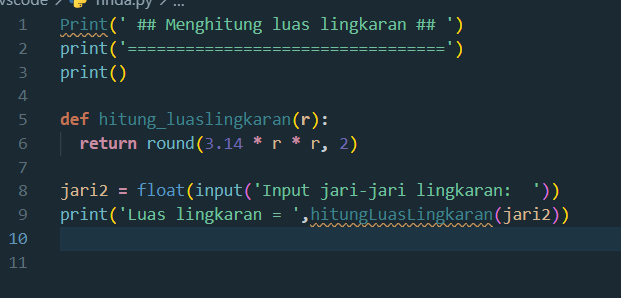 vscode > nnda.py > ...
1 Print(' ## Menghitung luas lingkaran ## ')
2 print('=================================')
3 print()
4
5 def hitung_luaslingkaran(r):
6 return round(3.14 * r * r, 2)
7
8 jari2 = float(input('Input jari-jari lingkaran:  '))
9 print('Luas lingkaran = ',hitungLuasLingkaran(jari2))
10
11